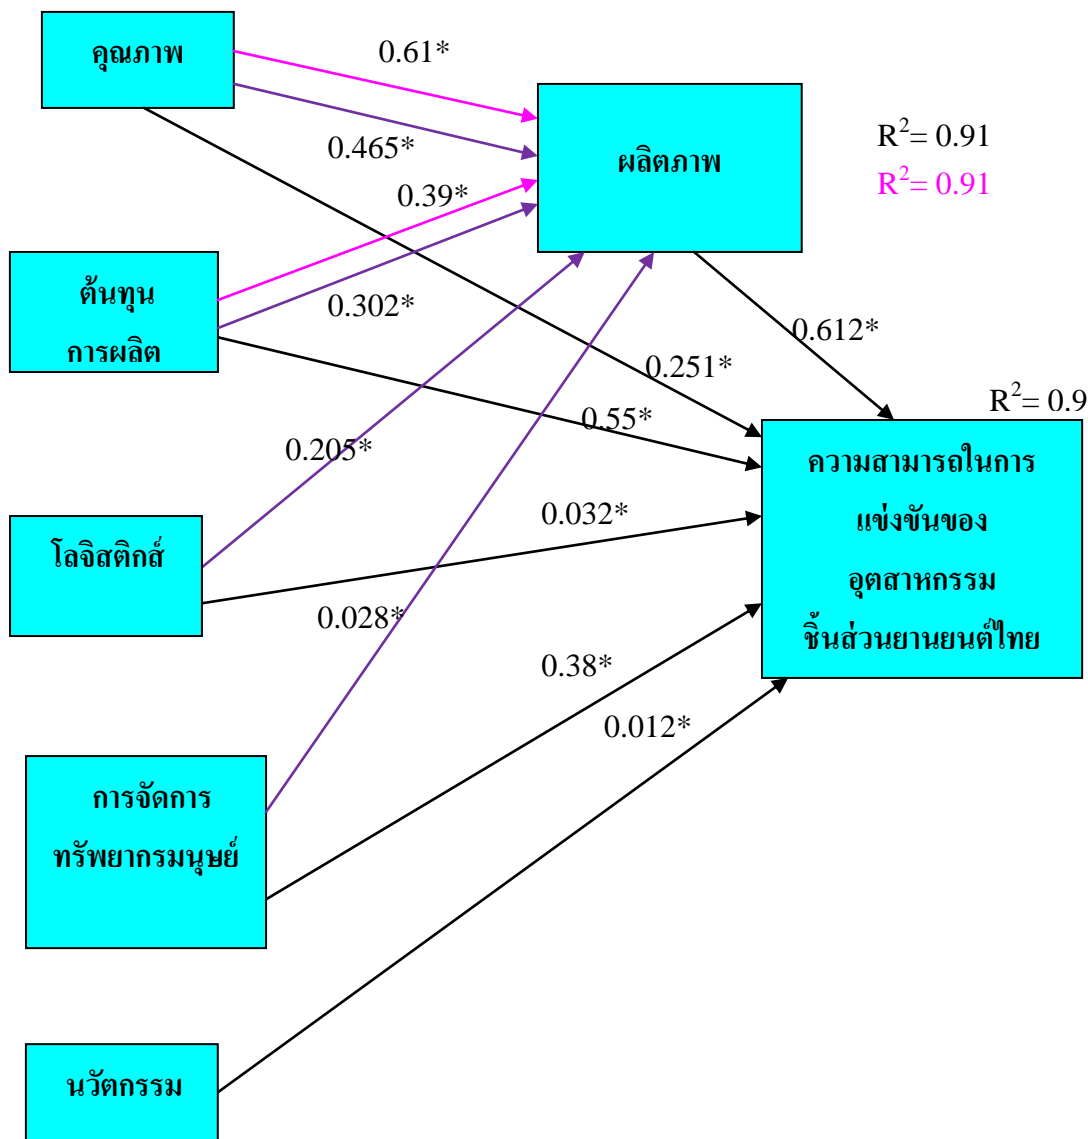 คุณภาพ
0.61*
0.465*
ผลิตภาพ
R²= 0.91
R²= 0.91
0.39*
ต้นทุน
การผลิต
0.302*
0.612*
0.251*
R²= 0.9
0.55*
0.205*
ความสามารถในการ
แข่งขันของ
อุตสาหกรรม
ชิ้นส่วนยานยนต์ไทย
0.032*
โลจิสติกส์
0.028*
0.38*
0.012*
การจัดการ
ทรัพยากรมนุษย์
นวัตกรรม